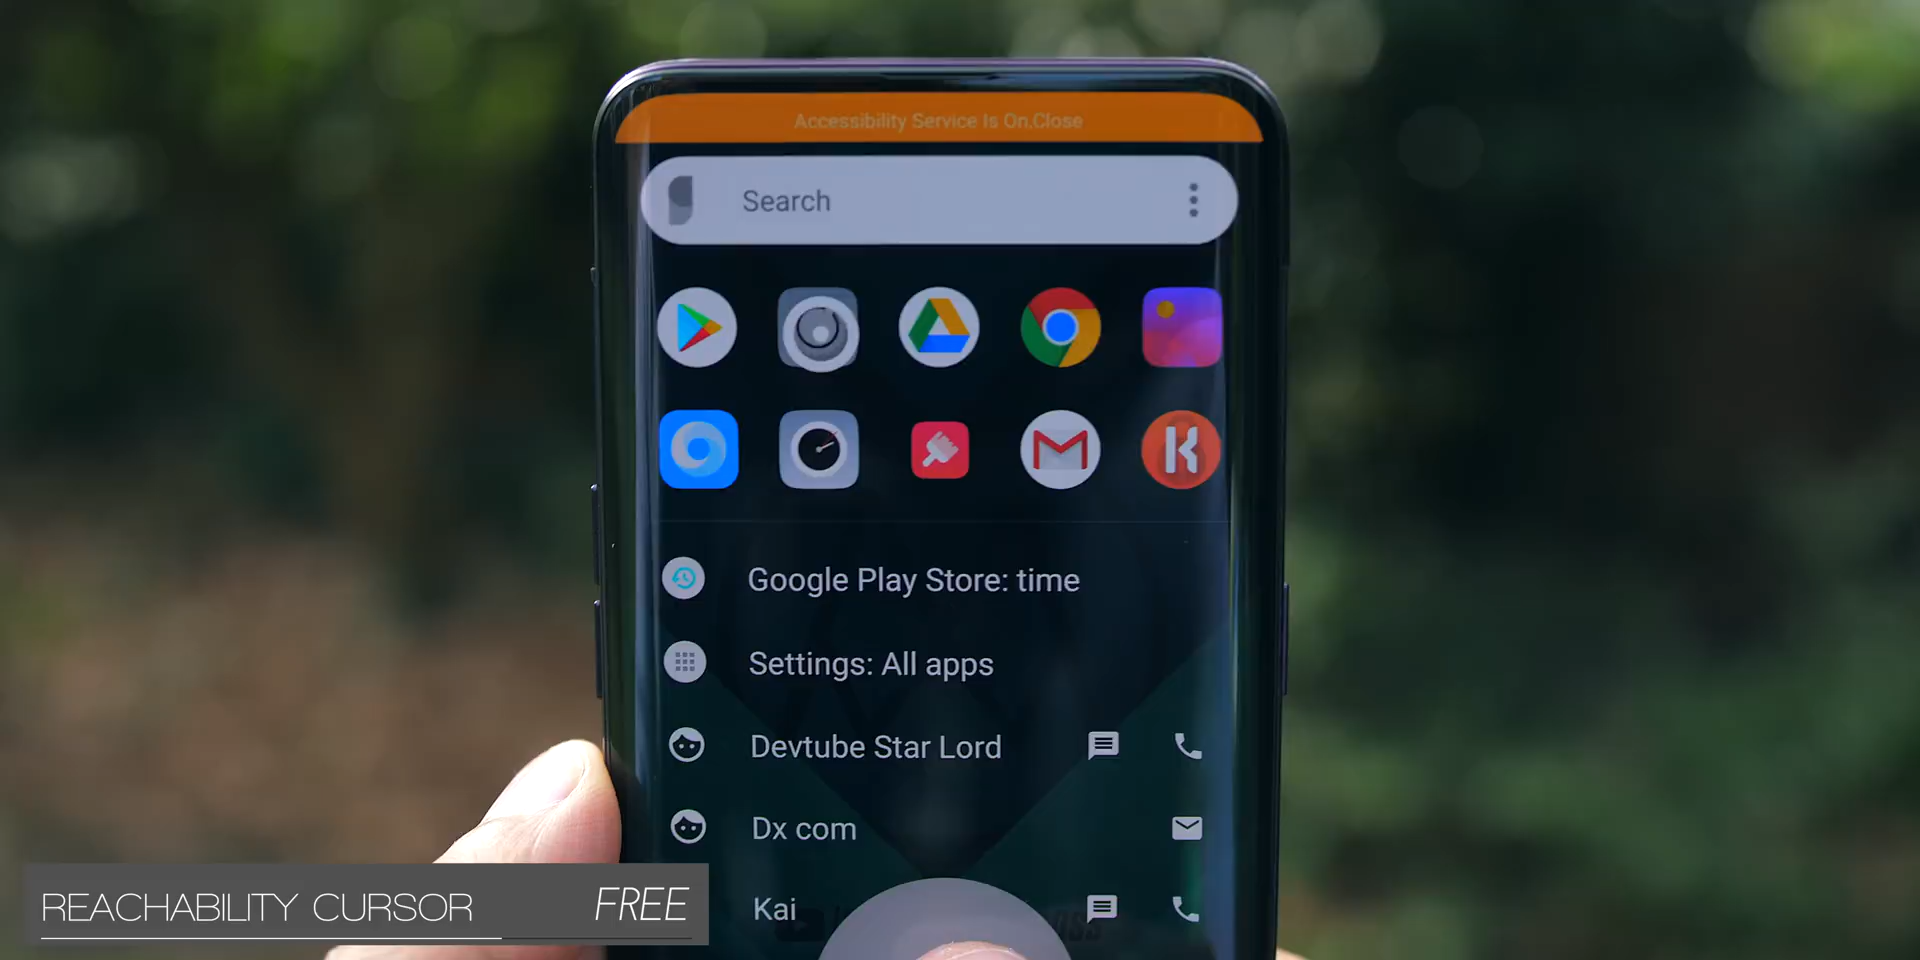 Accessibility Service Is On,Close
Search
Google Play Store: time
Settings: All apps
Devtube Star Lord
Dx com
Kai
REACHABILITY CURSOR FREE